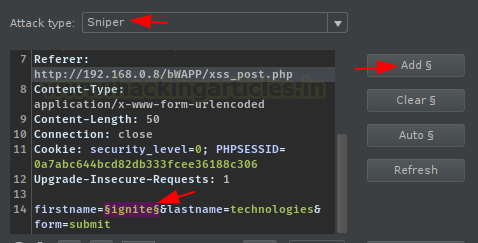 Attack type: Sniper
7 Referer:
http://192.168.0.8/bWAPP/xss_post.php
8 Content-Type:
application/x-www-form-urlencoded
9 Content-Length: 50
10 Connection: close
11 Cookie: security_level=0; PHPSESSID=
0a7abc644bcd82db333fcee36188c306
12 Upgrade-Insecure-Requests: 1
13
14 firstname=§ignite§&lastname=technologies&
form=submit
Add §
Clear §
Auto §
Refresh